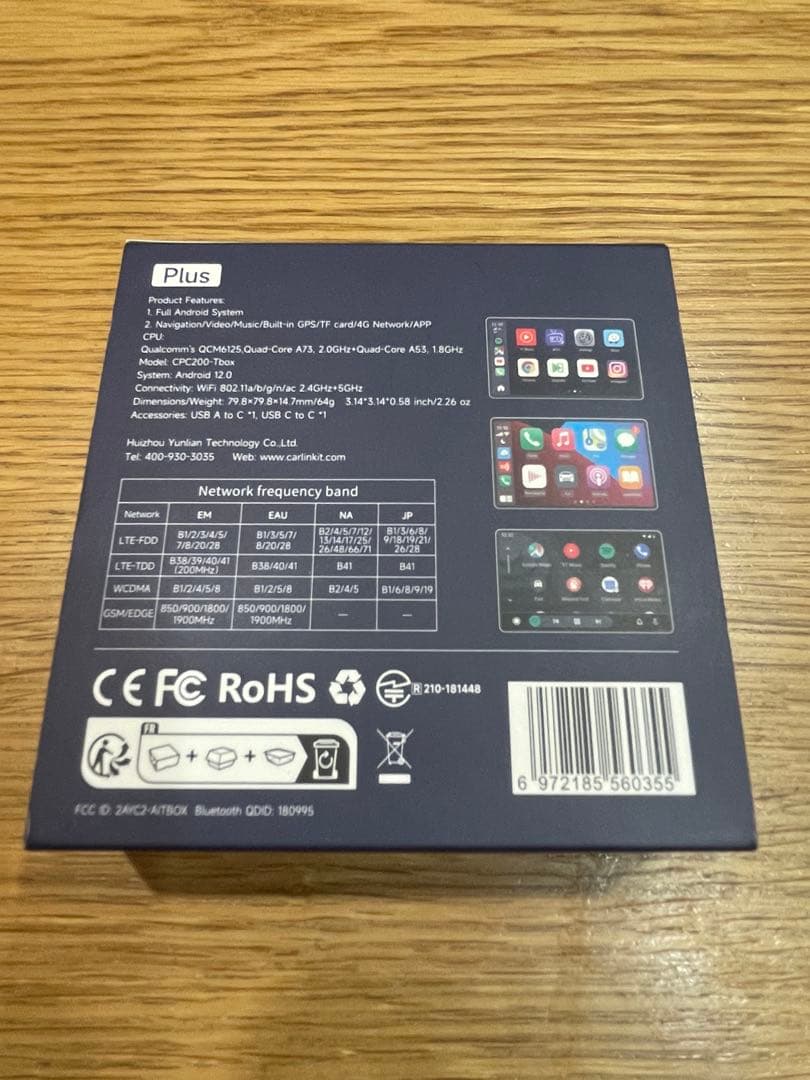 Plus
Product Features:
1. Full Android System
2. Navigation/Video/Music/Built-in GPS/TF card/4G Network/APP
CPU:
Qualcomm's QCM6125,Quad-Core A73, 2.0GHz+Quad-Core A53, 1.8GHz
Model: CPC200-Tbox
System: Android 12.0
Connectivity: WiFi 802.11a/b/g/n/ac 2.4GHz+5GHz
Dimensions/Weight: 79.8×79.8×14.7mm/64g 3.14*3.14*0.58 inch/2.26 oz
Accessories: USB A to C *1, USB C to C *1
Huizhou Yunlian Technology Co.,Ltd.
Tel: 400-930-3035 Web: www.carlinkit.com
Network frequency band
Network EM EAU NA JP
LTE-FDD B1/2/3/4/5/7/8/20/28 B1/3/5/7/8/20/28 B2/4/5/7/12/13/14/17/25/26/48/66/71 B1/3/6/8/9/18/19/21/26/28
LTE-TDD B38/39/40/41 (200MHz) B38/40/41 B41 B41
WCDMA B1/2/4/5/8 B1/2/5/8 B2/4/5 B1/6/8/9/19
GSM/EDGE 850/900/1800/1900MHz 850/900/1800/1900MHz — —
CE FC RoHS R 210-181448
FR
FCC ID: 2AYC2-AITBOX Bluetooth QDID: 180995
6 972185 560355